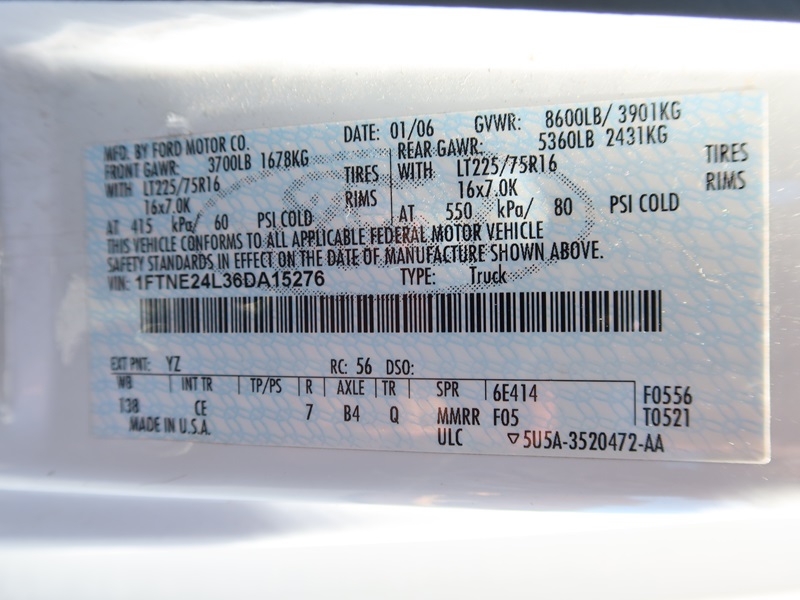 MFD. BY FORD MOTOR CO. DATE: 01/06 GVWR: 8600LB/ 3901KG
FRONT GAWR: 3700LB 1678KG REAR GAWR: 5360LB 2431KG
WITH LT225/75R16 TIRES WITH LT225/75R16 TIRES
16x7.0K RIMS 16x7.0K RIMS
AT 415 kPa/ 60 PSI COLD AT 550 kPa/ 80 PSI COLD
THIS VEHICLE CONFORMS TO ALL APPLICABLE FEDERAL MOTOR VEHICLE
SAFETY STANDARDS IN EFFECT ON THE DATE OF MANUFACTURE SHOWN ABOVE.
VIN: 1FTNE24L36DA15276 TYPE: Truck
EXT PNT: YZ RC: 56 DSO:
WB INT TR TP/PS R AXLE TR SPR 6E414 F0556
138 CE 7 B4 Q MMRR F05 T0521
MADE IN U.S.A. ULC ▽5U5A-3520472-AA